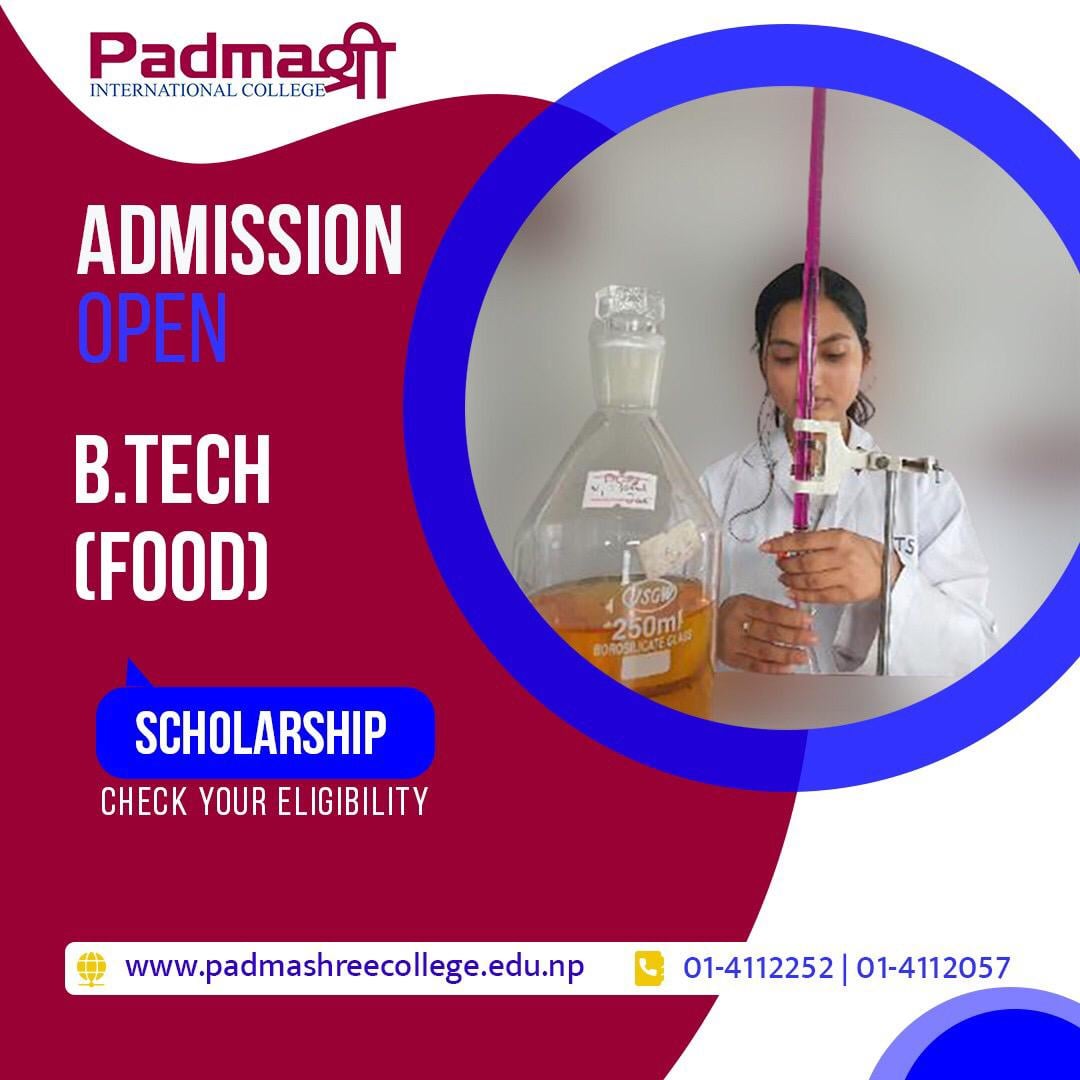 Padmaश्री
INTERNATIONAL COLLEGE
ADMISSION
OPEN
B.TECH
(FOOD)
SCHOLARSHIP
CHECK YOUR ELIGIBILITY
USGW
250ml
BOROSILICATE GLASS
TS
www.padmashreecollege.edu.np
01-4112252 | 01-4112057